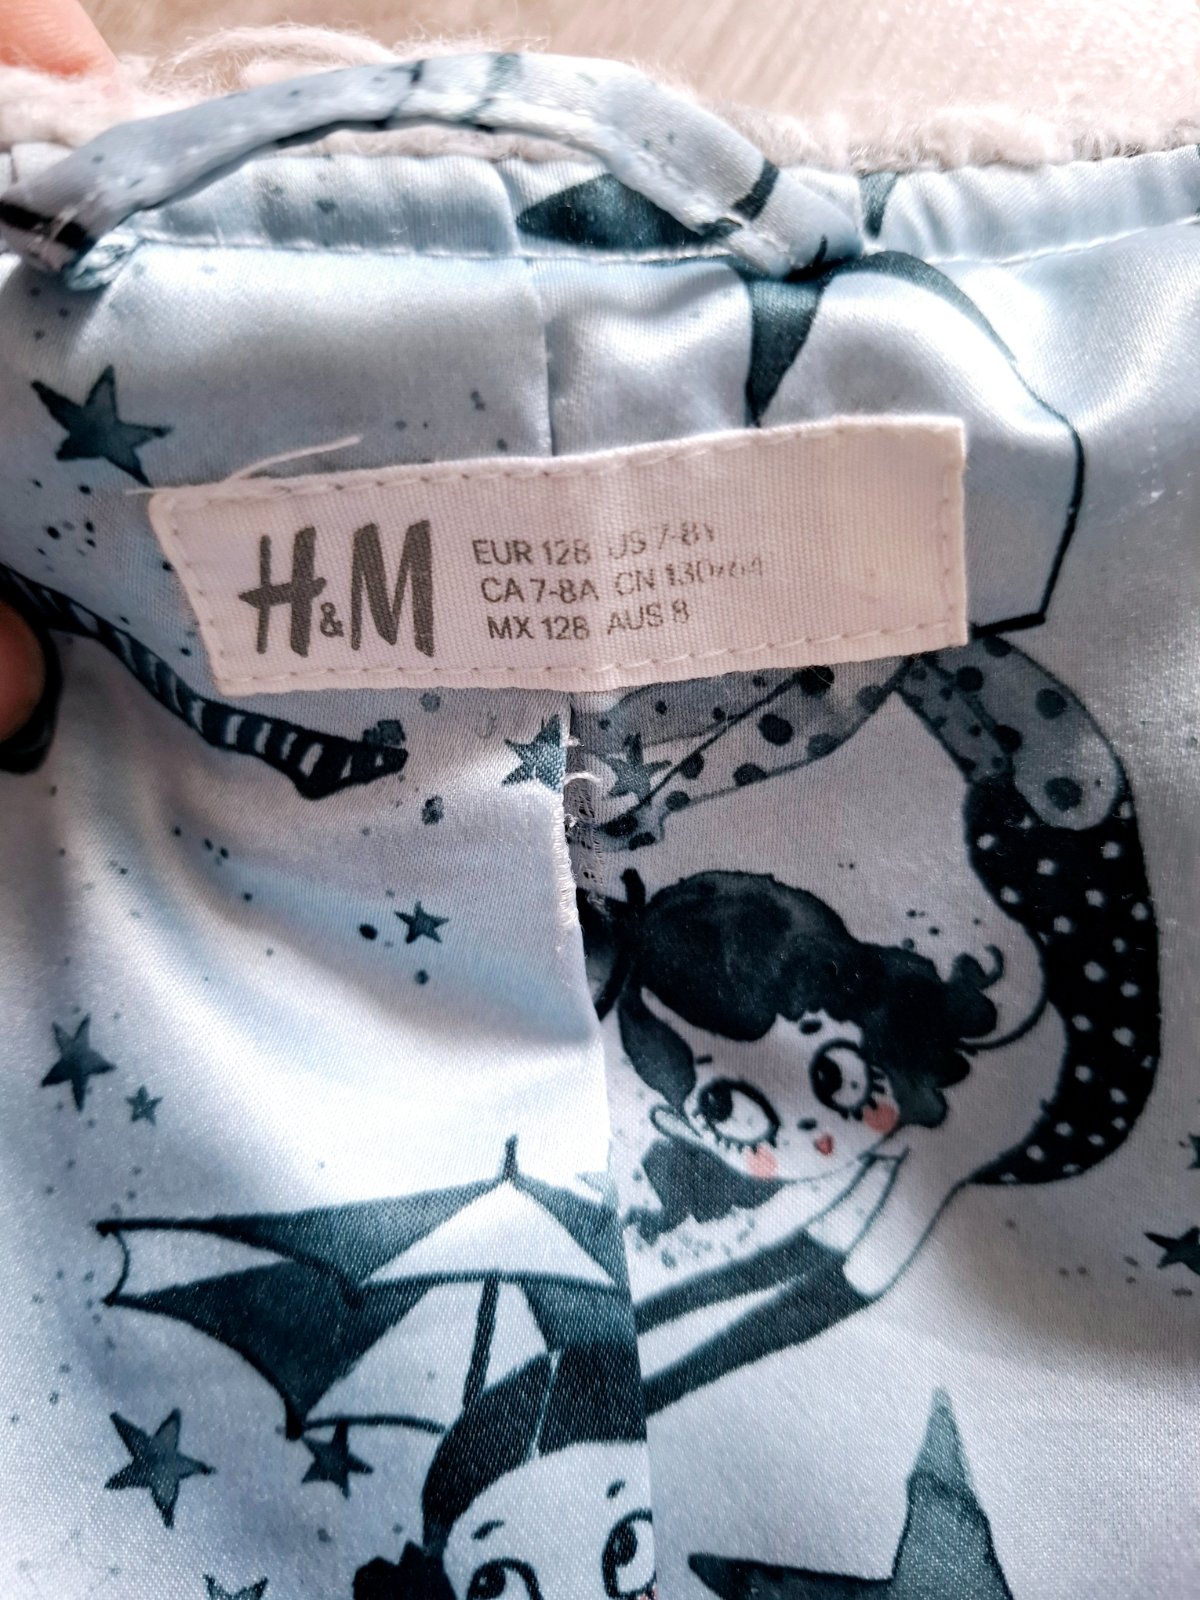 H&M
EUR 128 US 7-8Y
CA 7-8A CN 130/64
MX 128 AUS 8